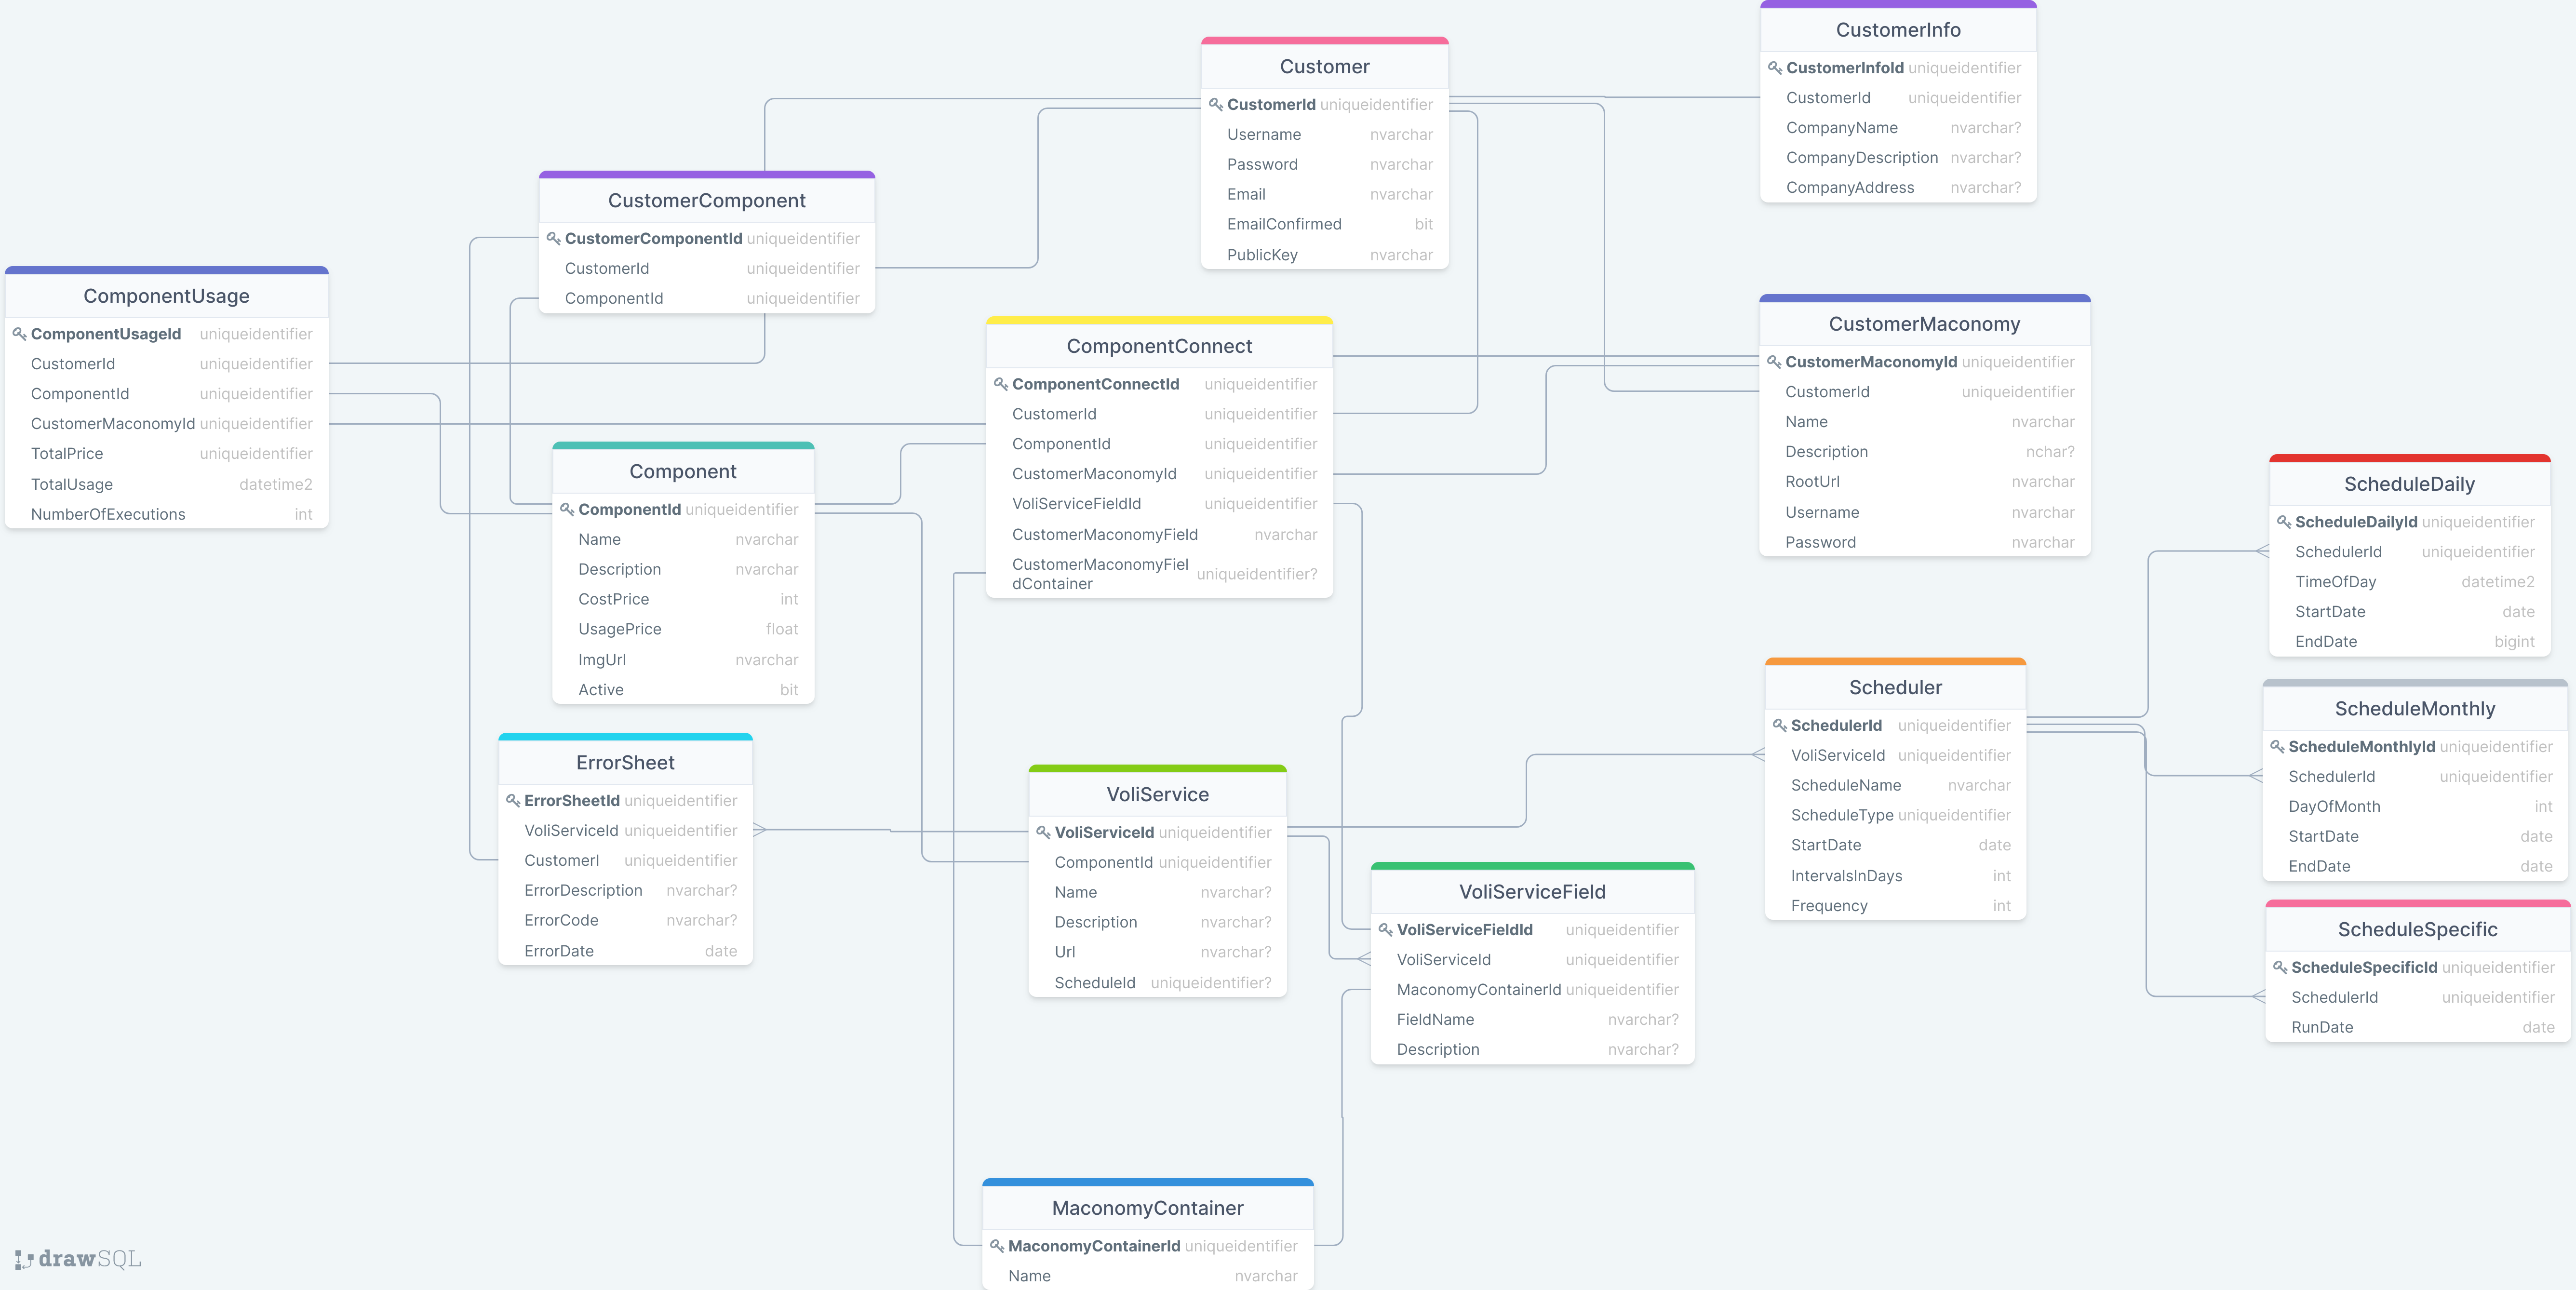 CustomerInfo
CustomerInfoId uniqueidentifier
CustomerId uniqueidentifier
CompanyName nvarchar?
CompanyDescription nvarchar?
CompanyAddress nvarchar?
Customer
CustomerId uniqueidentifier
Username nvarchar
Password nvarchar
Email nvarchar
EmailConfirmed bit
PublicKey nvarchar
CustomerComponent
CustomerComponentId uniqueidentifier
CustomerId uniqueidentifier
ComponentId uniqueidentifier
ComponentUsage
ComponentUsageId uniqueidentifier
CustomerId uniqueidentifier
ComponentId uniqueidentifier
CustomerMaconomyId uniqueidentifier
TotalPrice uniqueidentifier
TotalUsage datetime2
NumberOfExecutions int
CustomerMaconomy
CustomerMaconomyId uniqueidentifier
CustomerId uniqueidentifier
Name nvarchar
Description nchar?
RootUrl nvarchar
Username nvarchar
Password nvarchar
ComponentConnect
ComponentConnectId uniqueidentifier
CustomerId uniqueidentifier
ComponentId uniqueidentifier
CustomerMaconomyId uniqueidentifier
VoliServiceFieldId uniqueidentifier
CustomerMaconomyField nvarchar
CustomerMaconomyFiel
dContainer uniqueidentifier?
Component
ComponentId uniqueidentifier
Name nvarchar
Description nvarchar
CostPrice int
UsagePrice float
ImgUrl nvarchar
Active bit
ScheduleDaily
ScheduleDailyId uniqueidentifier
SchedulerId uniqueidentifier
TimeOfDay datetime2
StartDate date
EndDate bigint
Scheduler
SchedulerId uniqueidentifier
VoliServiceId uniqueidentifier
ScheduleName nvarchar
ScheduleType uniqueidentifier
StartDate date
IntervalsInDays int
Frequency int
ScheduleMonthly
ScheduleMonthlyId uniqueidentifier
SchedulerId uniqueidentifier
DayOfMonth int
StartDate date
EndDate date
ErrorSheet
ErrorSheetId uniqueidentifier
VoliServiceId uniqueidentifier
CustomerI uniqueidentifier
ErrorDescription nvarchar?
ErrorCode nvarchar?
ErrorDate date
VoliService
VoliServiceId uniqueidentifier
ComponentId uniqueidentifier
Name nvarchar?
Description nvarchar?
Url nvarchar?
ScheduleId uniqueidentifier?
VoliServiceField
VoliServiceFieldId uniqueidentifier
VoliServiceId uniqueidentifier
MaconomyContainerId uniqueidentifier
FieldName nvarchar?
Description nvarchar?
ScheduleSpecific
ScheduleSpecificId uniqueidentifier
SchedulerId uniqueidentifier
RunDate date
MaconomyContainer
MaconomyContainerId uniqueidentifier
Name nvarchar
drawSQL